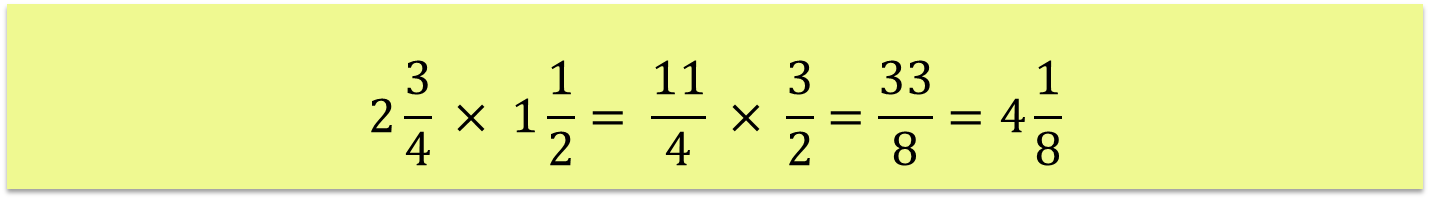 2 3/4 × 1 1/2 = 11/4 × 3/2 = 33/8 = 4 1/8